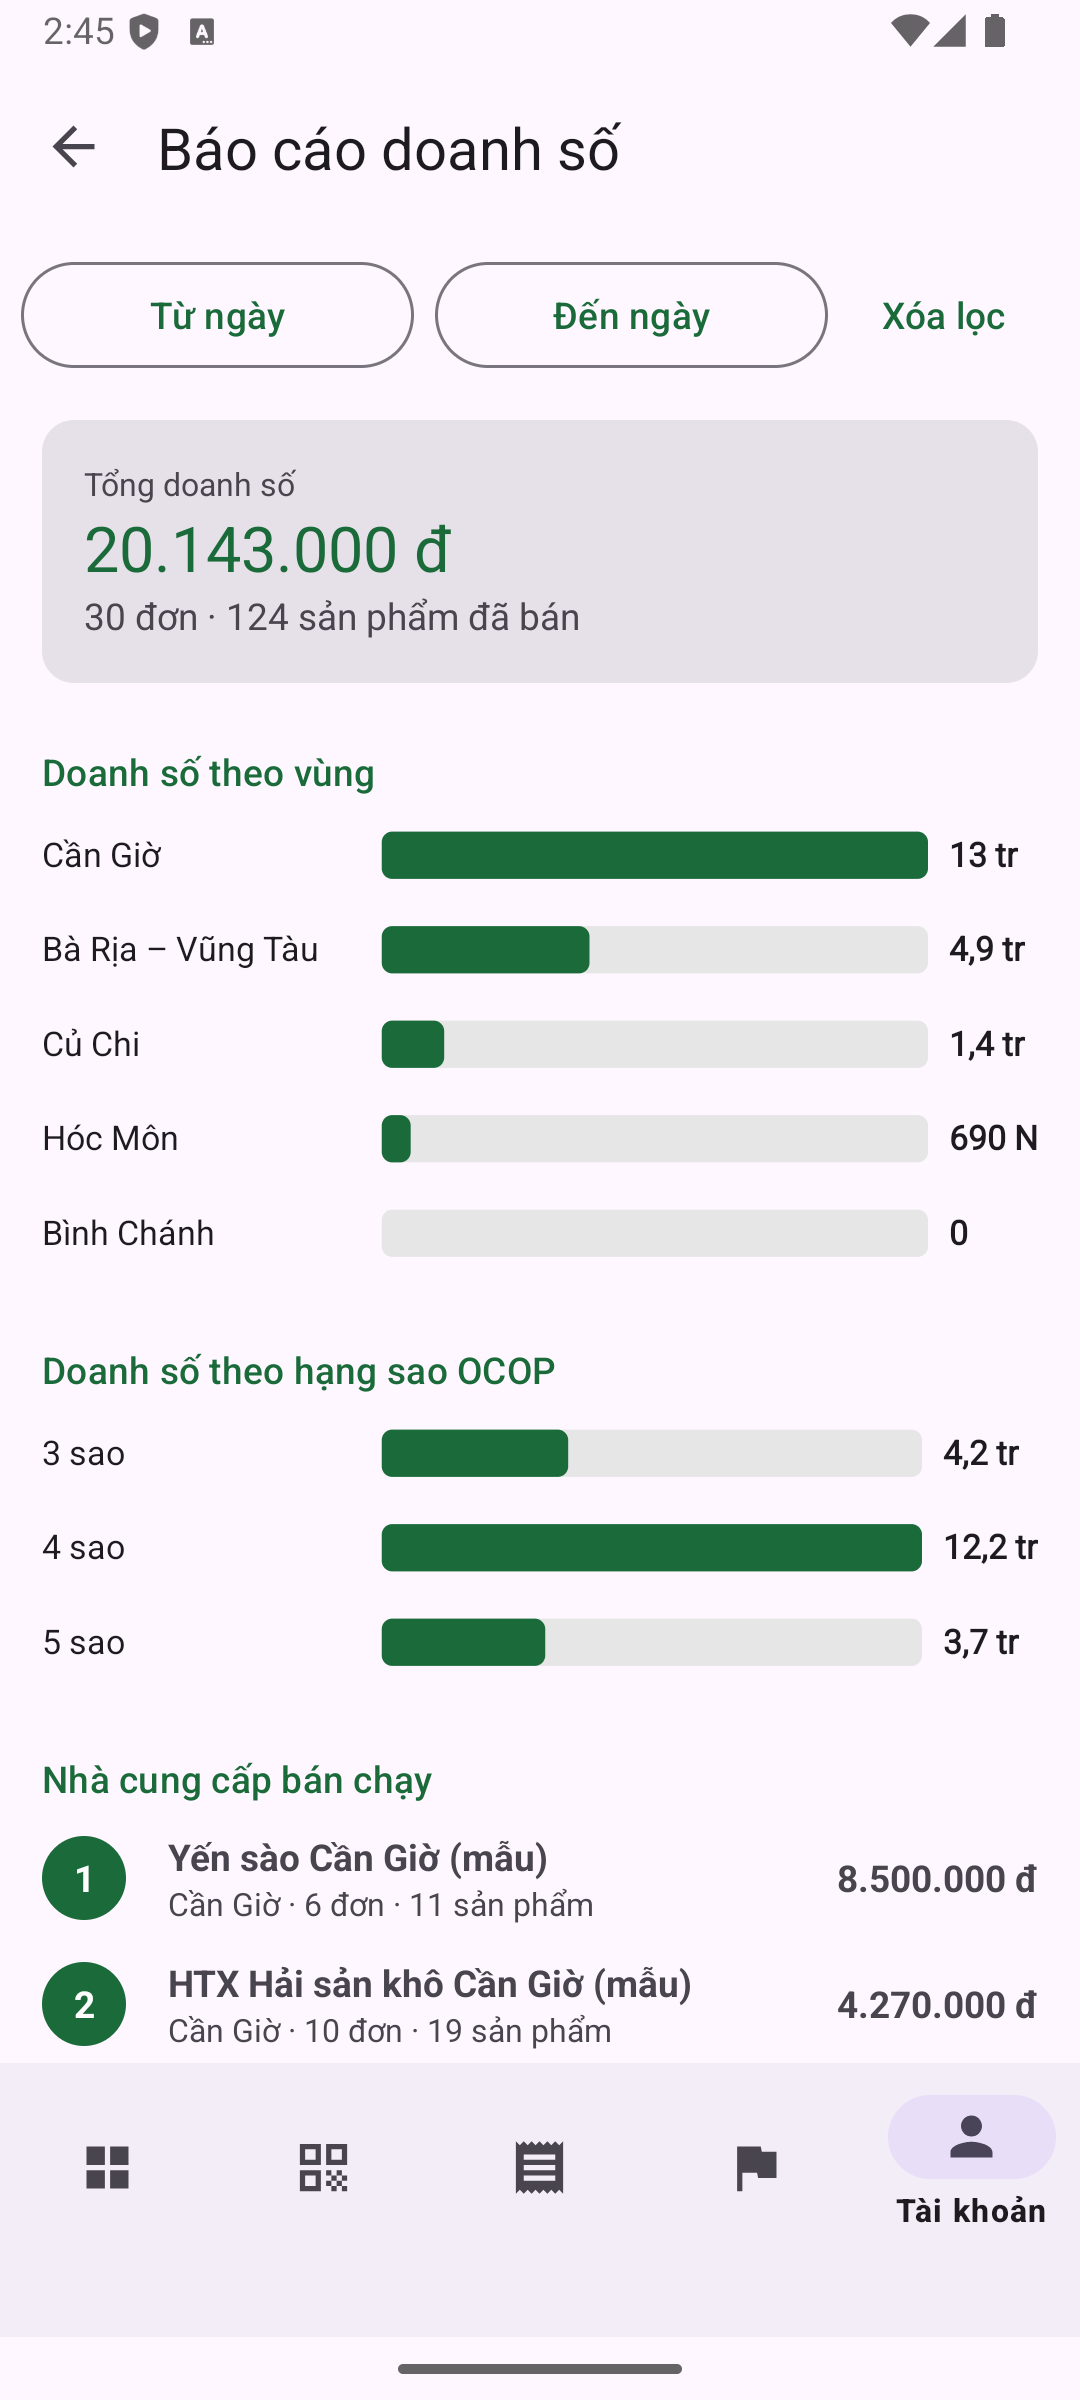 2:45
Báo cáo doanh số
Từ ngày
Đến ngày
Xóa lọc
Tổng doanh số
20.143.000 đ
30 đơn · 124 sản phẩm đã bán
Doanh số theo vùng
Cần Giờ 13 tr
Bà Rịa – Vũng Tàu 4,9 tr
Củ Chi 1,4 tr
Hóc Môn 690 N
Bình Chánh 0
Doanh số theo hạng sao OCOP
3 sao 4,2 tr
4 sao 12,2 tr
5 sao 3,7 tr
Nhà cung cấp bán chạy
1 Yến sào Cần Giờ (mẫu) 8.500.000 đ
Cần Giờ · 6 đơn · 11 sản phẩm
2 HTX Hải sản khô Cần Giờ (mẫu) 4.270.000 đ
Cần Giờ · 10 đơn · 19 sản phẩm
Tài khoản